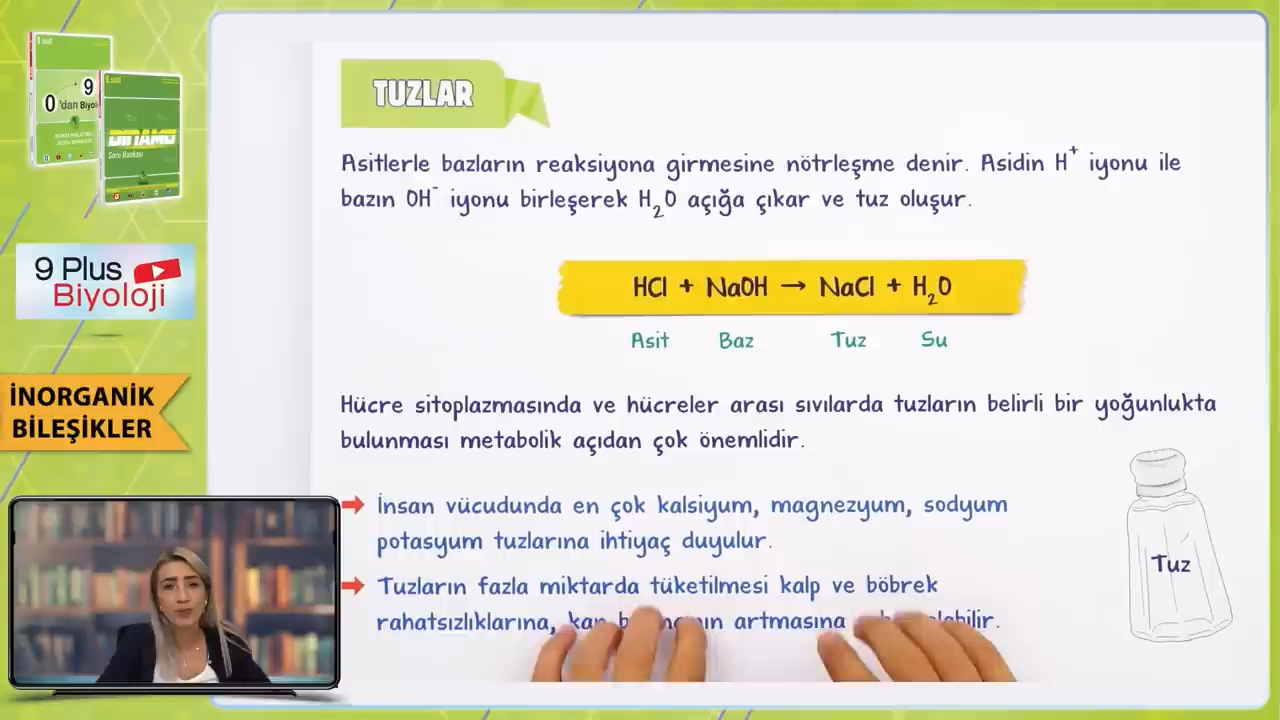 9
0 'dan Biyoloji
DİNAMO
Soru Bankası
9 Plus
Biyoloji
İNORGANİK
BİLEŞİKLER
TUZLAR
Asitlerle bazların reaksiyona girmesine nötrleşme denir. Asidin H⁺ iyonu ile
bazın OH⁻ iyonu birleşerek H₂O açığa çıkar ve tuz oluşur.
HCl + NaOH → NaCl + H₂O
Asit Baz Tuz Su
Hücre sitoplazmasında ve hücreler arası sıvılarda tuzların belirli bir yoğunlukta
bulunması metabolik açıdan çok önemlidir.
İnsan vücudunda en çok kalsiyum, magnezyum, sodyum
potasyum tuzlarına ihtiyaç duyulur.
Tuzların fazla miktarda tüketilmesi kalp ve böbrek
rahatsızlıklarına, kan artmasına
Tuz